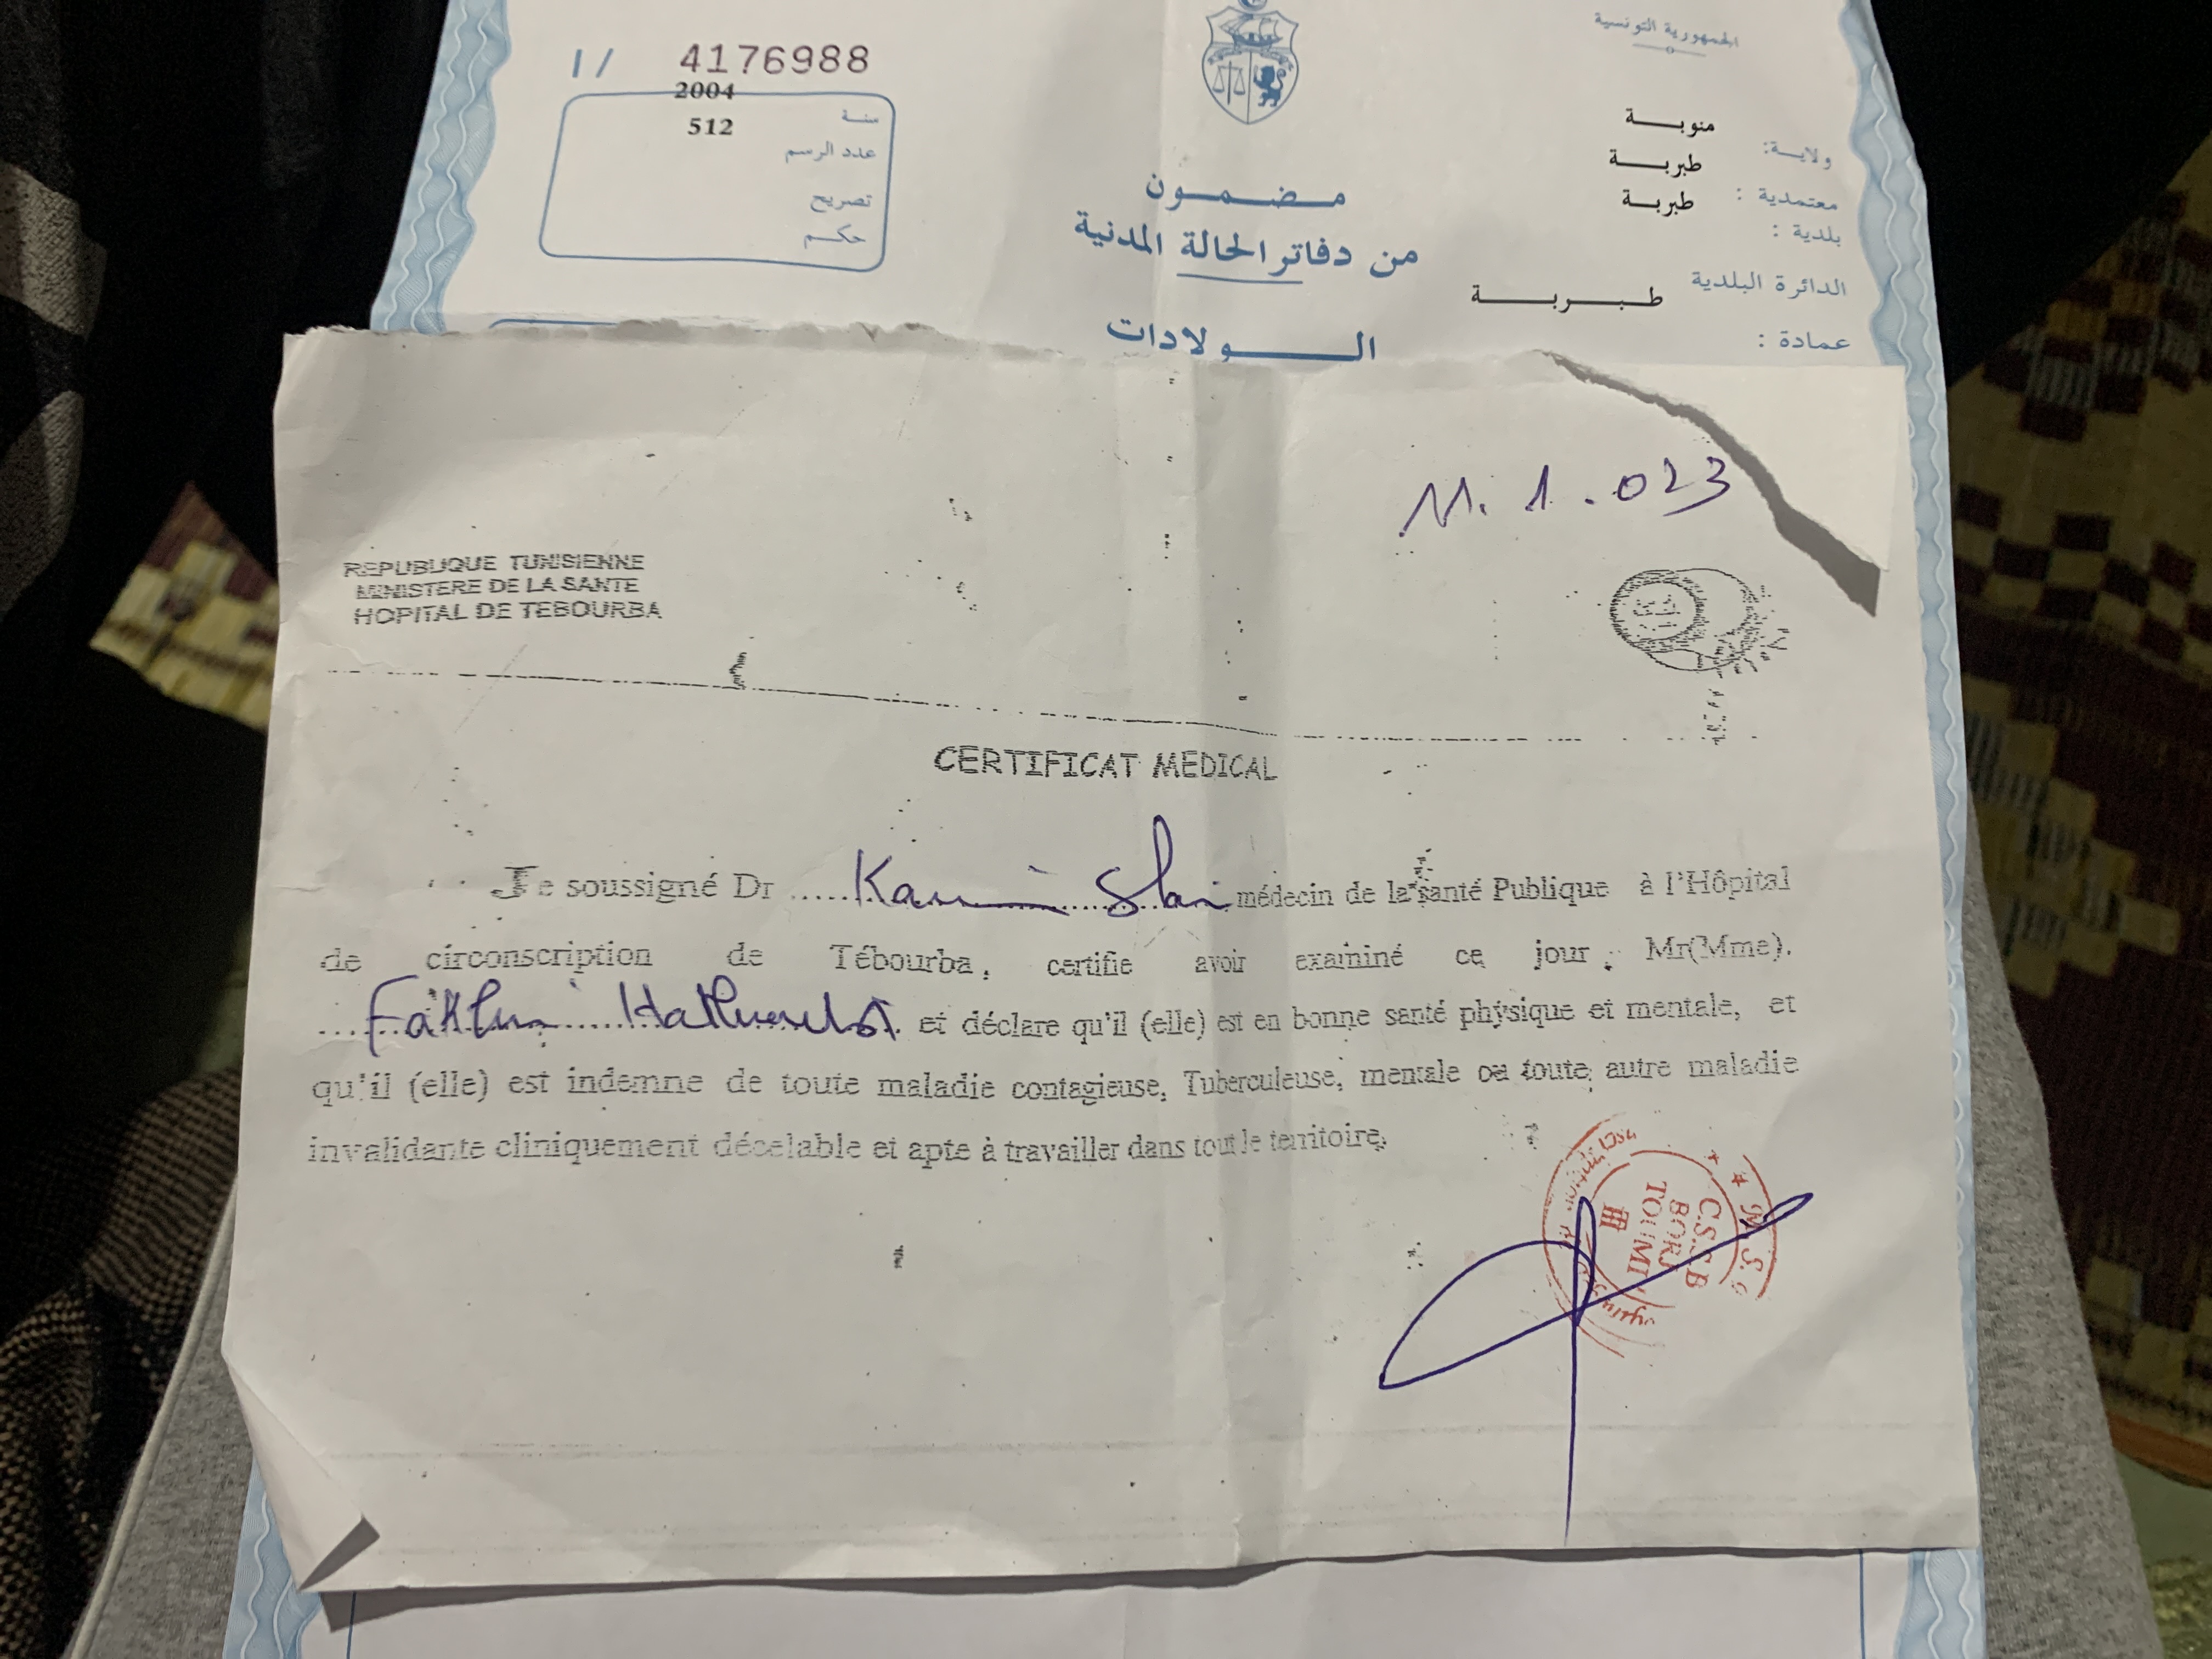 الجمهورية التونسية
I/ 4176988
2004
سنة
512
عدد الرسم
تصريح
حكم
ولاية: منوبة
معتمدية : طبربة
بلدية : طبربة
الدائرة البلدية طبربة
عمادة :
مضمون
من دفاتر الحالة المدنية
الولادات
M. 1. 023
REPUBLIQUE TUNISIENNE
MINISTERE DE LA SANTE
HOPITAL DE TEBOURBA
CERTIFICAT MEDICAL
Je soussigné Dr ..... médecin de la santé Publique à l'Hôpital
de circonscription de Tébourba, certifie avoir examiné ce jour : Mr(Mme).
et déclare qu'il (elle) est en bonne santé physique et mentale, et
qu'il (elle) est indemne de toute maladie contagieuse, Tuberculeuse, mentale ou toute autre maladie
invalidante cliniquement décelable et apte à travailler dans tout le territoire.
C.S.S.B
BORJ
TOUMI